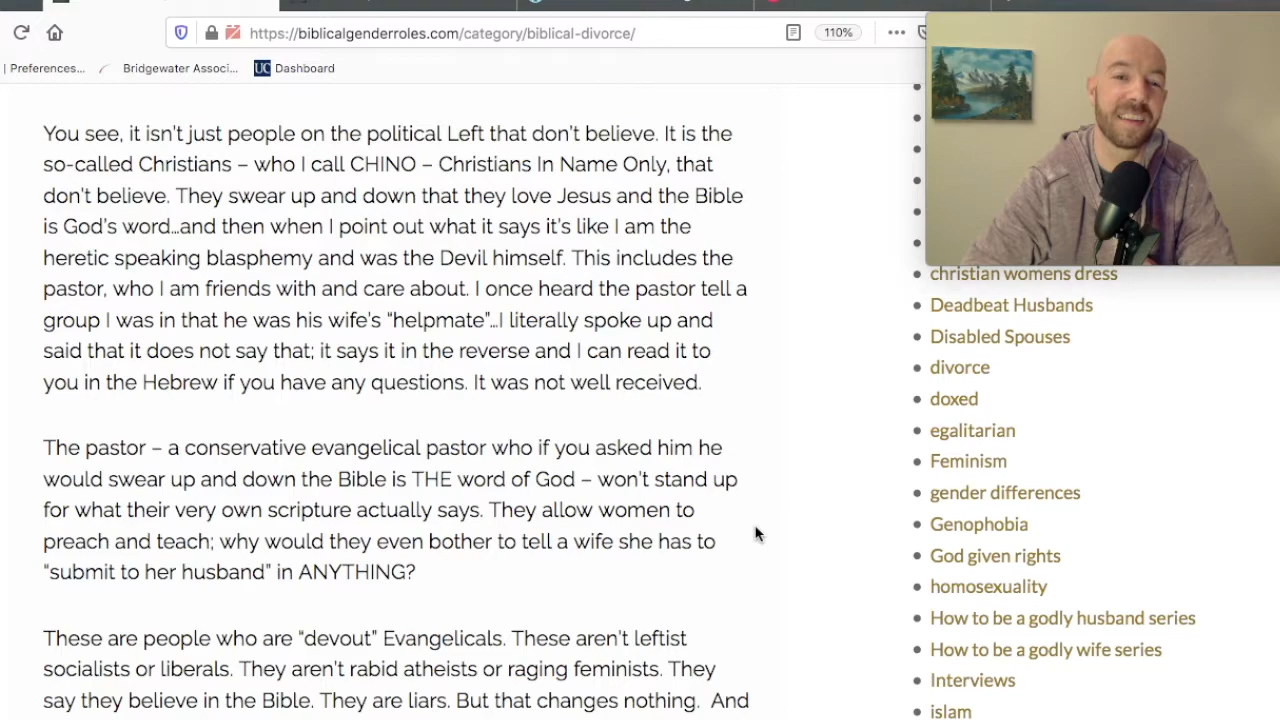 https://biblicalgenderroles.com/category/biblical-divorce/
110%
Preferences...
Bridgewater Associ...
UC Dashboard
You see, it isn't just people on the political Left that don't believe. It is the
so-called Christians – who I call CHINO – Christians In Name Only, that
don't believe. They swear up and down that they love Jesus and the Bible
is God's word…and then when I point out what it says it's like I am the
heretic speaking blasphemy and was the Devil himself. This includes the
pastor, who I am friends with and care about. I once heard the pastor tell a
group I was in that he was his wife's “helpmate”…I literally spoke up and
said that it does not say that; it says it in the reverse and I can read it to
you in the Hebrew if you have any questions. It was not well received.
The pastor – a conservative evangelical pastor who if you asked him he
would swear up and down the Bible is THE word of God – won't stand up
for what their very own scripture actually says. They allow women to
preach and teach; why would they even bother to tell a wife she has to
“submit to her husband” in ANYTHING?
These are people who are “devout” Evangelicals. These aren't leftist
socialists or liberals. They aren't rabid atheists or raging feminists. They
say they believe in the Bible. They are liars. But that changes nothing. And
christian womens dress
Deadbeat Husbands
Disabled Spouses
divorce
doxed
egalitarian
Feminism
gender differences
Genophobia
God given rights
homosexuality
How to be a godly husband series
How to be a godly wife series
Interviews
islam